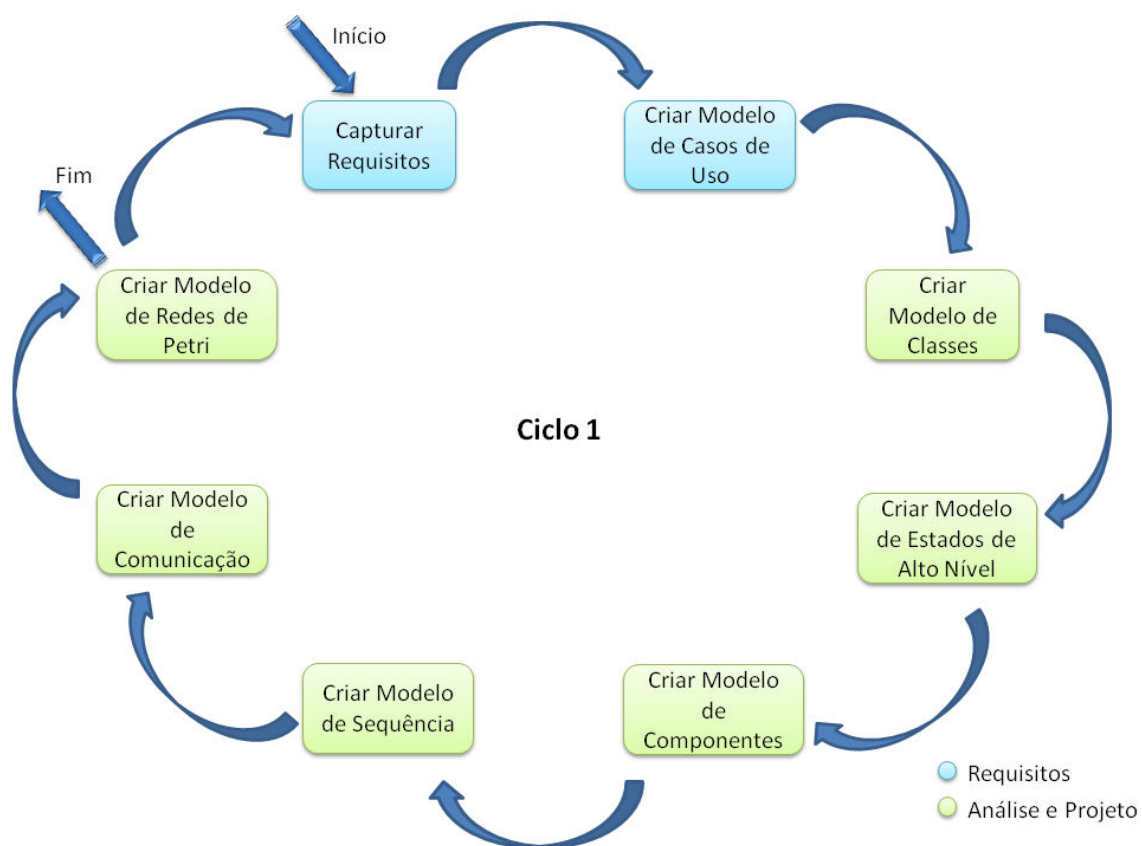 Início
Capturar
Requisitos
Criar Modelo
de Casos de
Uso
Fim
Criar Modelo
de Redes de
Petri
Criar
Modelo de
Classes
Ciclo 1
Criar Modelo
de
Comunicação
Criar Modelo
de Estados de
Alto Nível
Criar Modelo
de Sequência
Criar Modelo
de
Componentes
Requisitos
Análise e Projeto